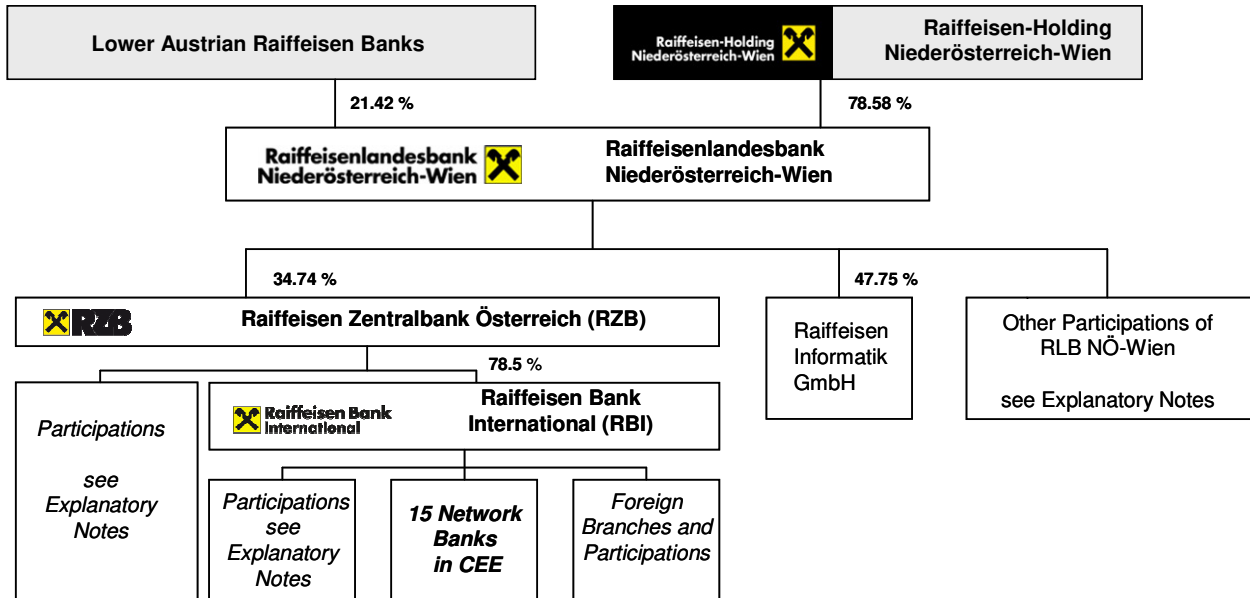 Lower Austrian Raiffeisen Banks
Raiffeisen-Holding
Niederösterreich-Wien
Raiffeisen-Holding
Niederösterreich-Wien
21.42 %
78.58 %
Raiffeisenlandesbank
Niederösterreich-Wien
Raiffeisenlandesbank
Niederösterreich-Wien
34.74 %
47.75 %
RZB
Raiffeisen Zentralbank Österreich (RZB)
Raiffeisen
Informatik
GmbH
Other Participations of
RLB NÖ-Wien
see Explanatory Notes
78.5 %
Participations
see
Explanatory
Notes
Raiffeisen Bank
International
Raiffeisen Bank
International (RBI)
Participations
see
Explanatory
Notes
15 Network
Banks
in CEE
Foreign
Branches and
Participations